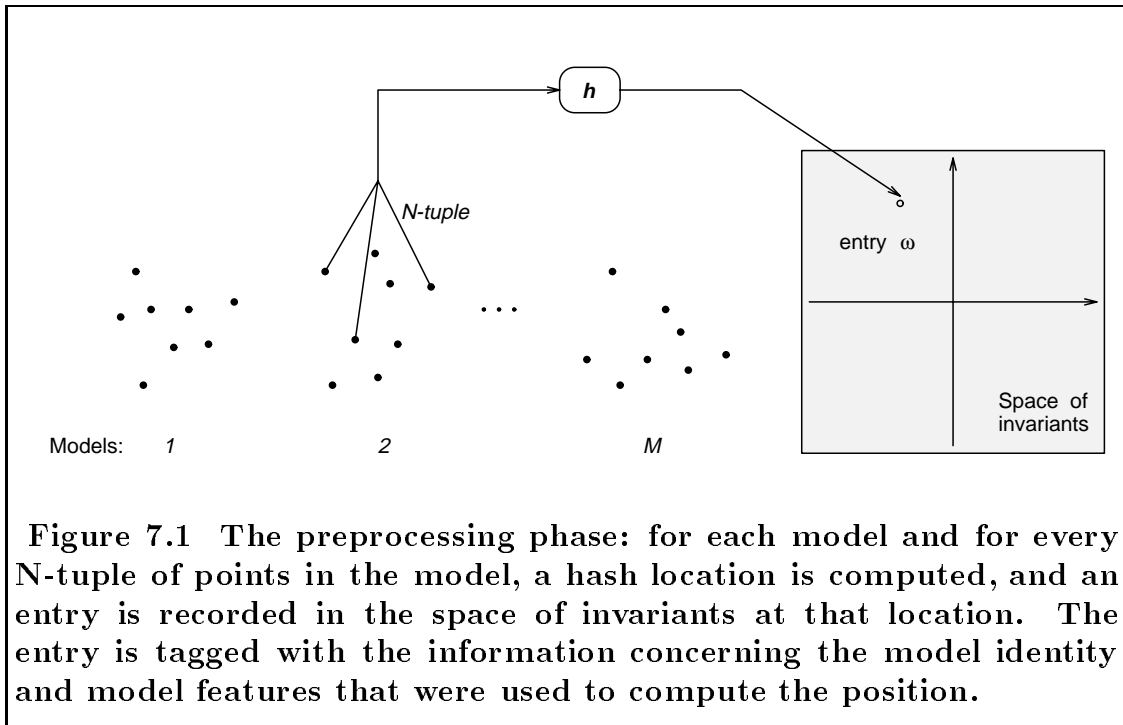 h
N-tuple
entry ω
. . .
Space of
invariants
Models: 1 2 M
Figure 7.1 The preprocessing phase: for each model and for every
N-tuple of points in the model, a hash location is computed, and an
entry is recorded in the space of invariants at that location. The
entry is tagged with the information concerning the model identity
and model features that were used to compute the position.